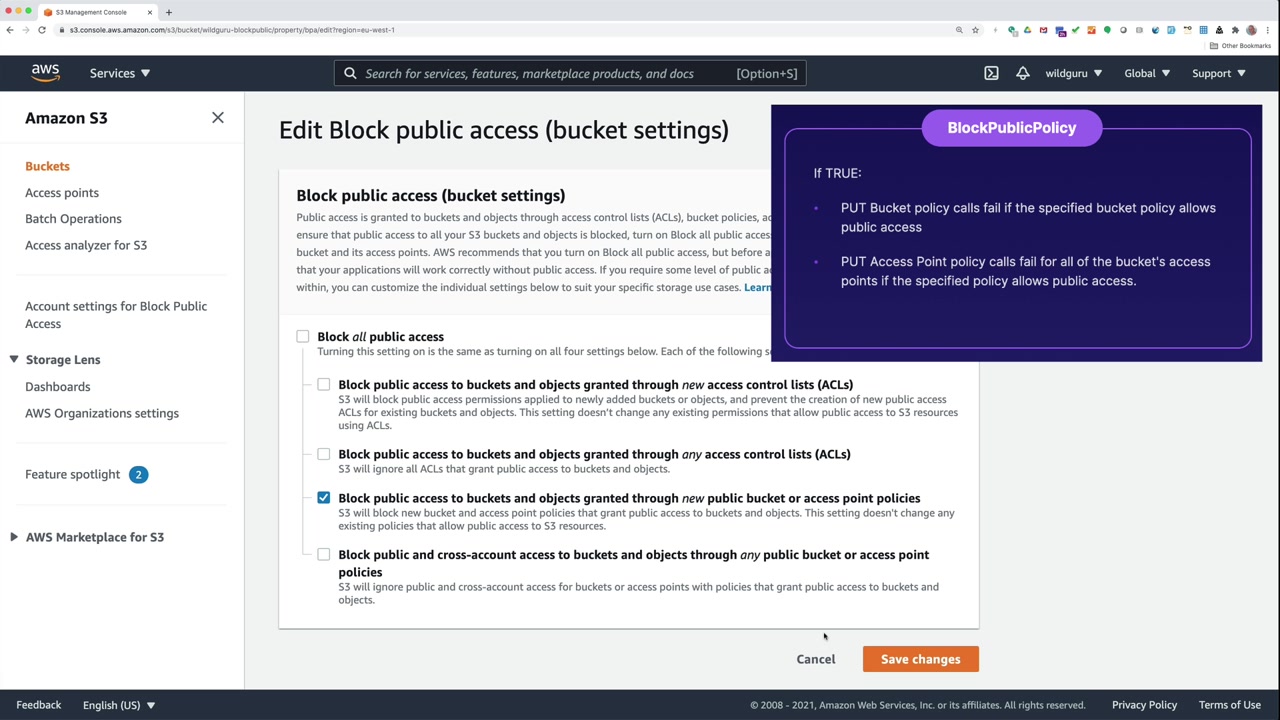 S3 Management Console
s3.console.aws.amazon.com/s3/bucket/wildguru-blockpublic/property/bpa/edit?region=eu-west-1
Other Bookmarks
aws
Services
Search for services, features, marketplace products, and docs [Option+S]
wildguru
Global
Support
Amazon S3
Buckets
Access points
Batch Operations
Access analyzer for S3
Account settings for Block Public
Access
Storage Lens
Dashboards
AWS Organizations settings
Feature spotlight 2
AWS Marketplace for S3
Edit Block public access (bucket settings)
Block public access (bucket settings)
Public access is granted to buckets and objects through access control lists (ACLs), bucket policies, ac
ensure that public access to all your S3 buckets and objects is blocked, turn on Block all public access.
bucket and its access points. AWS recommends that you turn on Block all public access, but before a
that your applications will work correctly without public access. If you require some level of public ac
within, you can customize the individual settings below to suit your specific storage use cases. Learn
Block all public access
Turning this setting on is the same as turning on all four settings below. Each of the following s
Block public access to buckets and objects granted through new access control lists (ACLs)
S3 will block public access permissions applied to newly added buckets or objects, and prevent the creation of new public access
ACLs for existing buckets and objects. This setting doesn't change any existing permissions that allow public access to S3 resources
using ACLs.
Block public access to buckets and objects granted through any access control lists (ACLs)
S3 will ignore all ACLs that grant public access to buckets and objects.
Block public access to buckets and objects granted through new public bucket or access point policies
S3 will block new bucket and access point policies that grant public access to buckets and objects. This setting doesn't change any
existing policies that allow public access to S3 resources.
Block public and cross-account access to buckets and objects through any public bucket or access point
policies
S3 will ignore public and cross-account access for buckets or access points with policies that grant public access to buckets and
objects.
Cancel
Save changes
BlockPublicPolicy
If TRUE:
• PUT Bucket policy calls fail if the specified bucket policy allows
public access
• PUT Access Point policy calls fail for all of the bucket's access
points if the specified policy allows public access.
Feedback
English (US)
© 2008 - 2021, Amazon Web Services, Inc. or its affiliates. All rights reserved.
Privacy Policy
Terms of Use